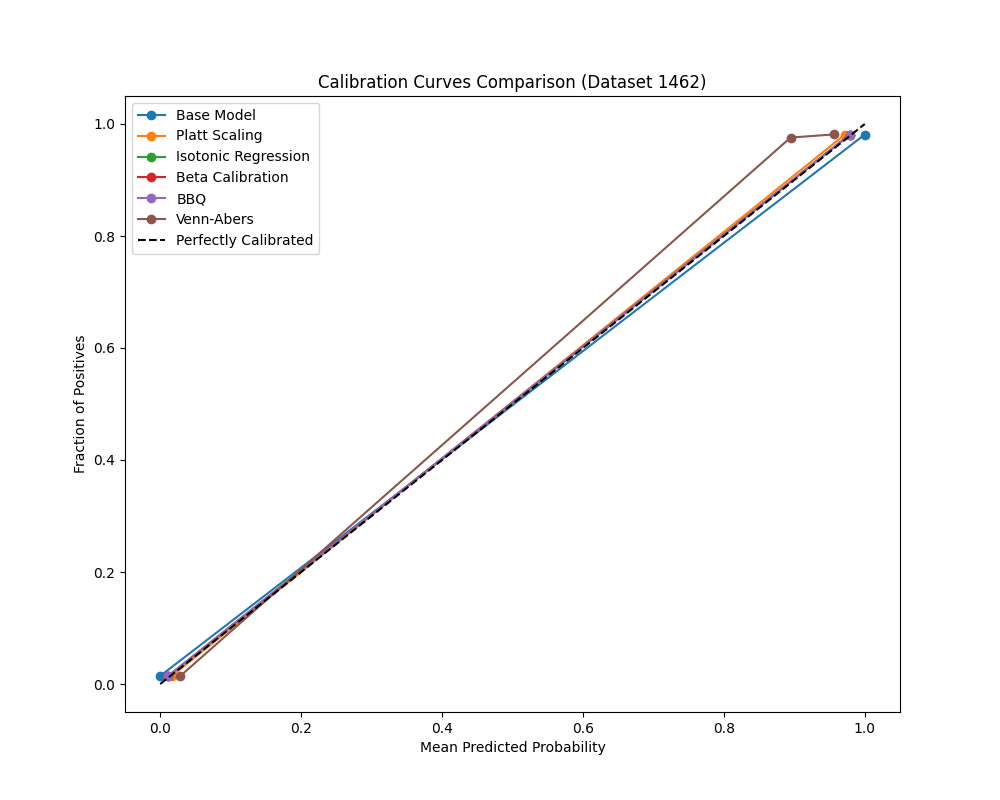 Calibration Curves Comparison (Dataset 1462)
Base Model
Platt Scaling
Isotonic Regression
Beta Calibration
BBQ
Venn-Abers
Perfectly Calibrated
Fraction of Positives
1.0
0.8
0.6
0.4
0.2
0.0
0.0 0.2 0.4 0.6 0.8 1.0
Mean Predicted Probability